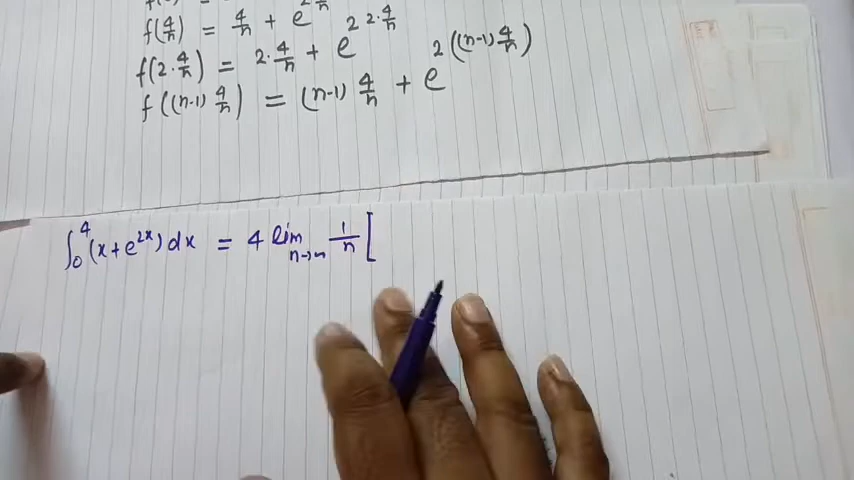 f(4/n) = 4/n + e^{2 4/n}
f(2·4/n) = 2·4/n + e^{2 2·4/n}
f((n-1) 4/n) = (n-1) 4/n + e^{2((n-1) 4/n)}
∫₀⁴ (x+e^{2x}) dx = 4 lim_{n→∞} 1/n [